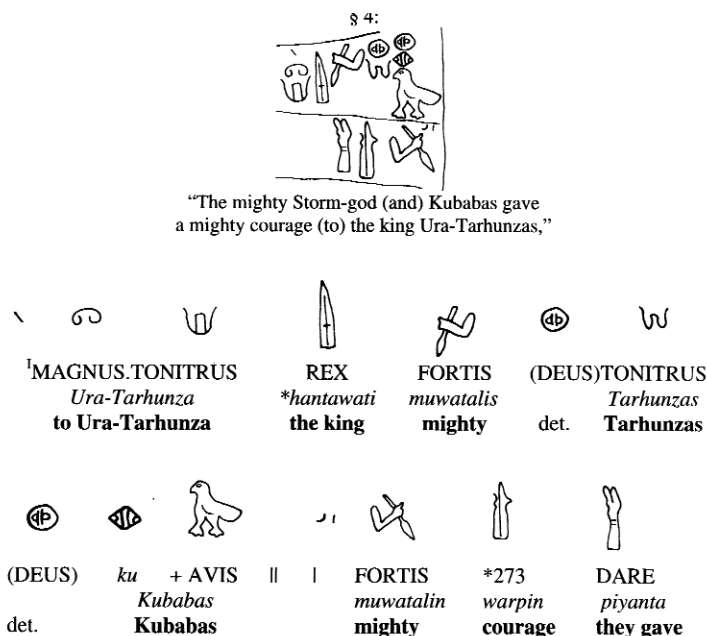 § 4:
“The mighty Storm-god (and) Kubabas gave
a mighty courage (to) the king Ura-Tarhunzas,”
ᴵMAGNUS.TONITRUS REX FORTIS (DEUS)TONITRUS
Ura-Tarhunza *hantawati muwatalis Tarhunzas
to Ura-Tarhunza the king mighty det. Tarhunzas
(DEUS) ku + AVIS || | FORTIS *273 DARE
Kubabas muwatalin warpin piyanta
det. Kubabas mighty courage they gave